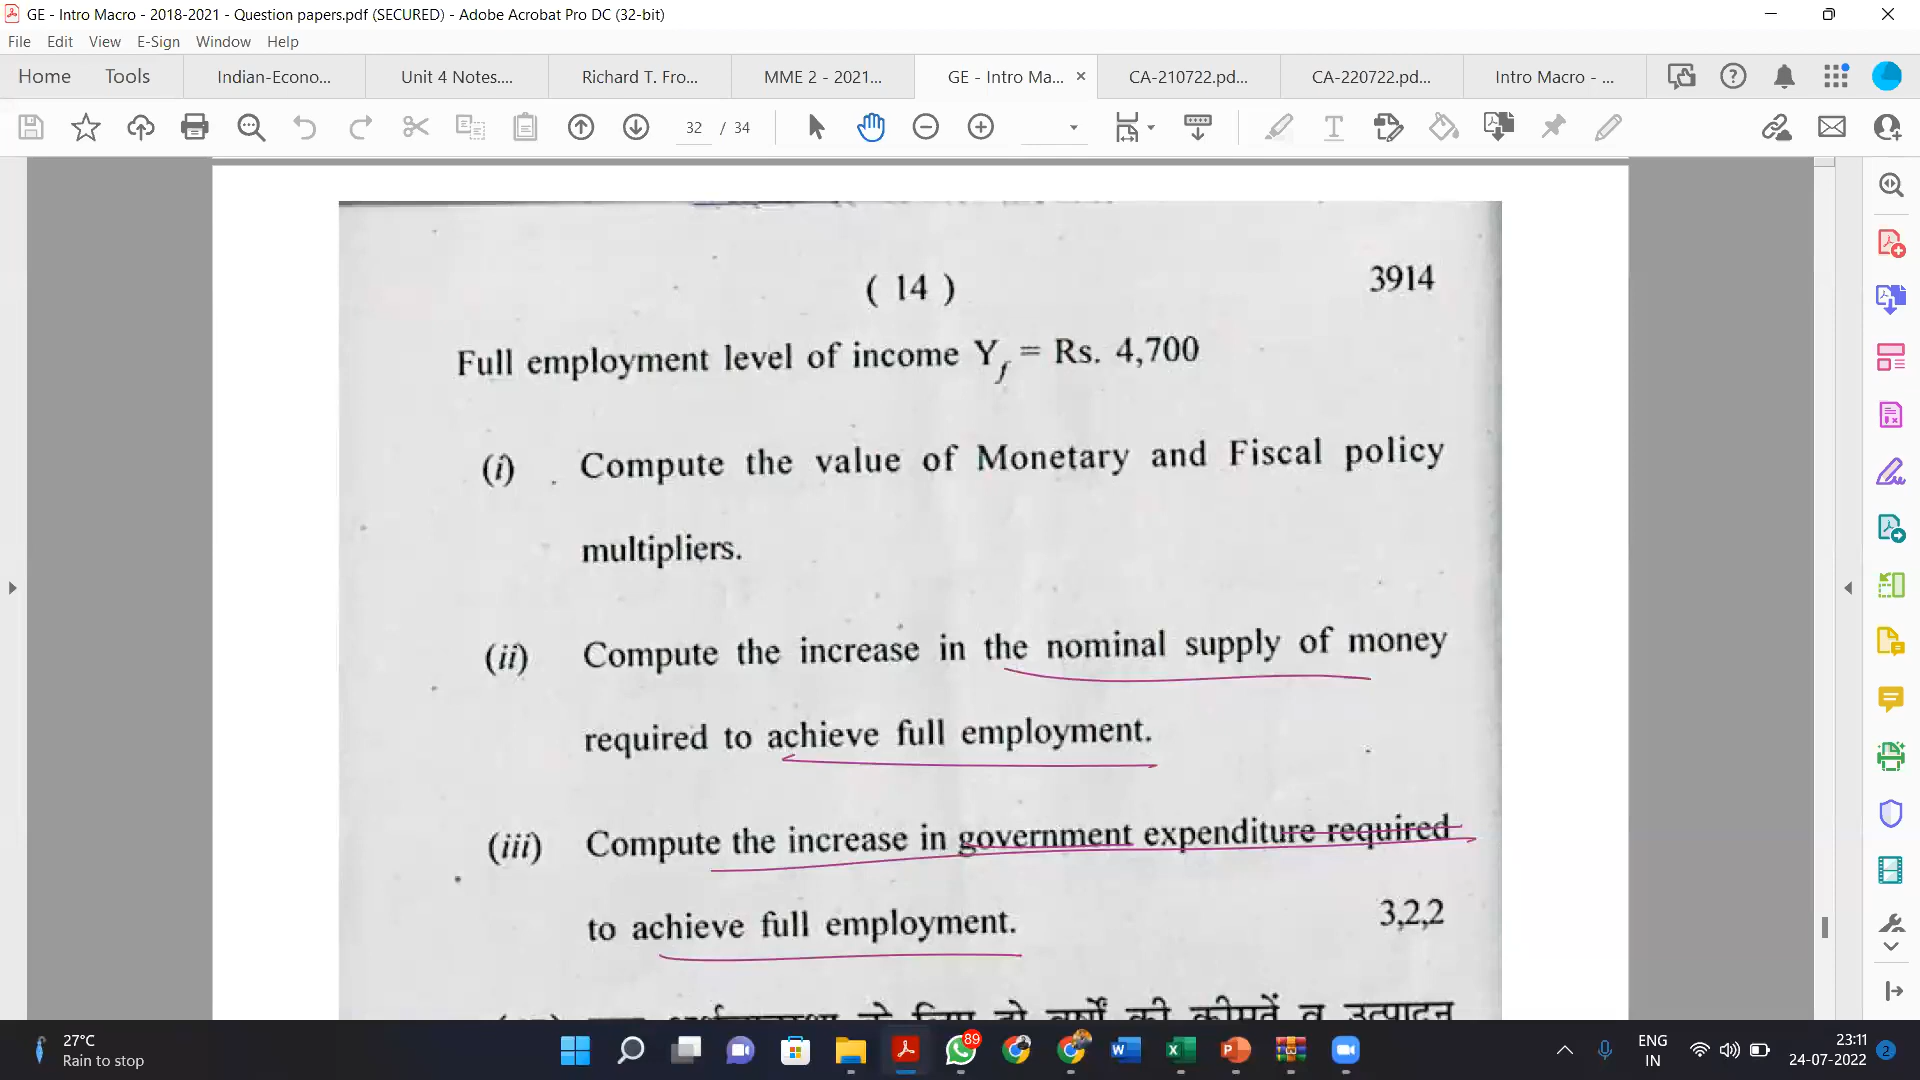 GE - Intro Macro - 2018-2021 - Question papers.pdf (SECURED) - Adobe Acrobat Pro DC (32-bit)
File Edit View E-Sign Window Help
Home Tools Indian-Econo... Unit 4 Notes.... Richard T. Fro... MME 2 - 2021... GE - Intro Ma... × CA-210722.pd... CA-220722.pd... Intro Macro - ...
32 / 34
( 14 ) 3914
Full employment level of income Yf = Rs. 4,700
(i) Compute the value of Monetary and Fiscal policy
multipliers.
(ii) Compute the increase in the nominal supply of money
required to achieve full employment.
(iii) Compute the increase in government expenditure required
to achieve full employment. 3,2,2
के लिए दो वर्षों की कीमतें व उत्पादन
27°C
Rain to stop
89
ENG
IN
23:11
24-07-2022
2